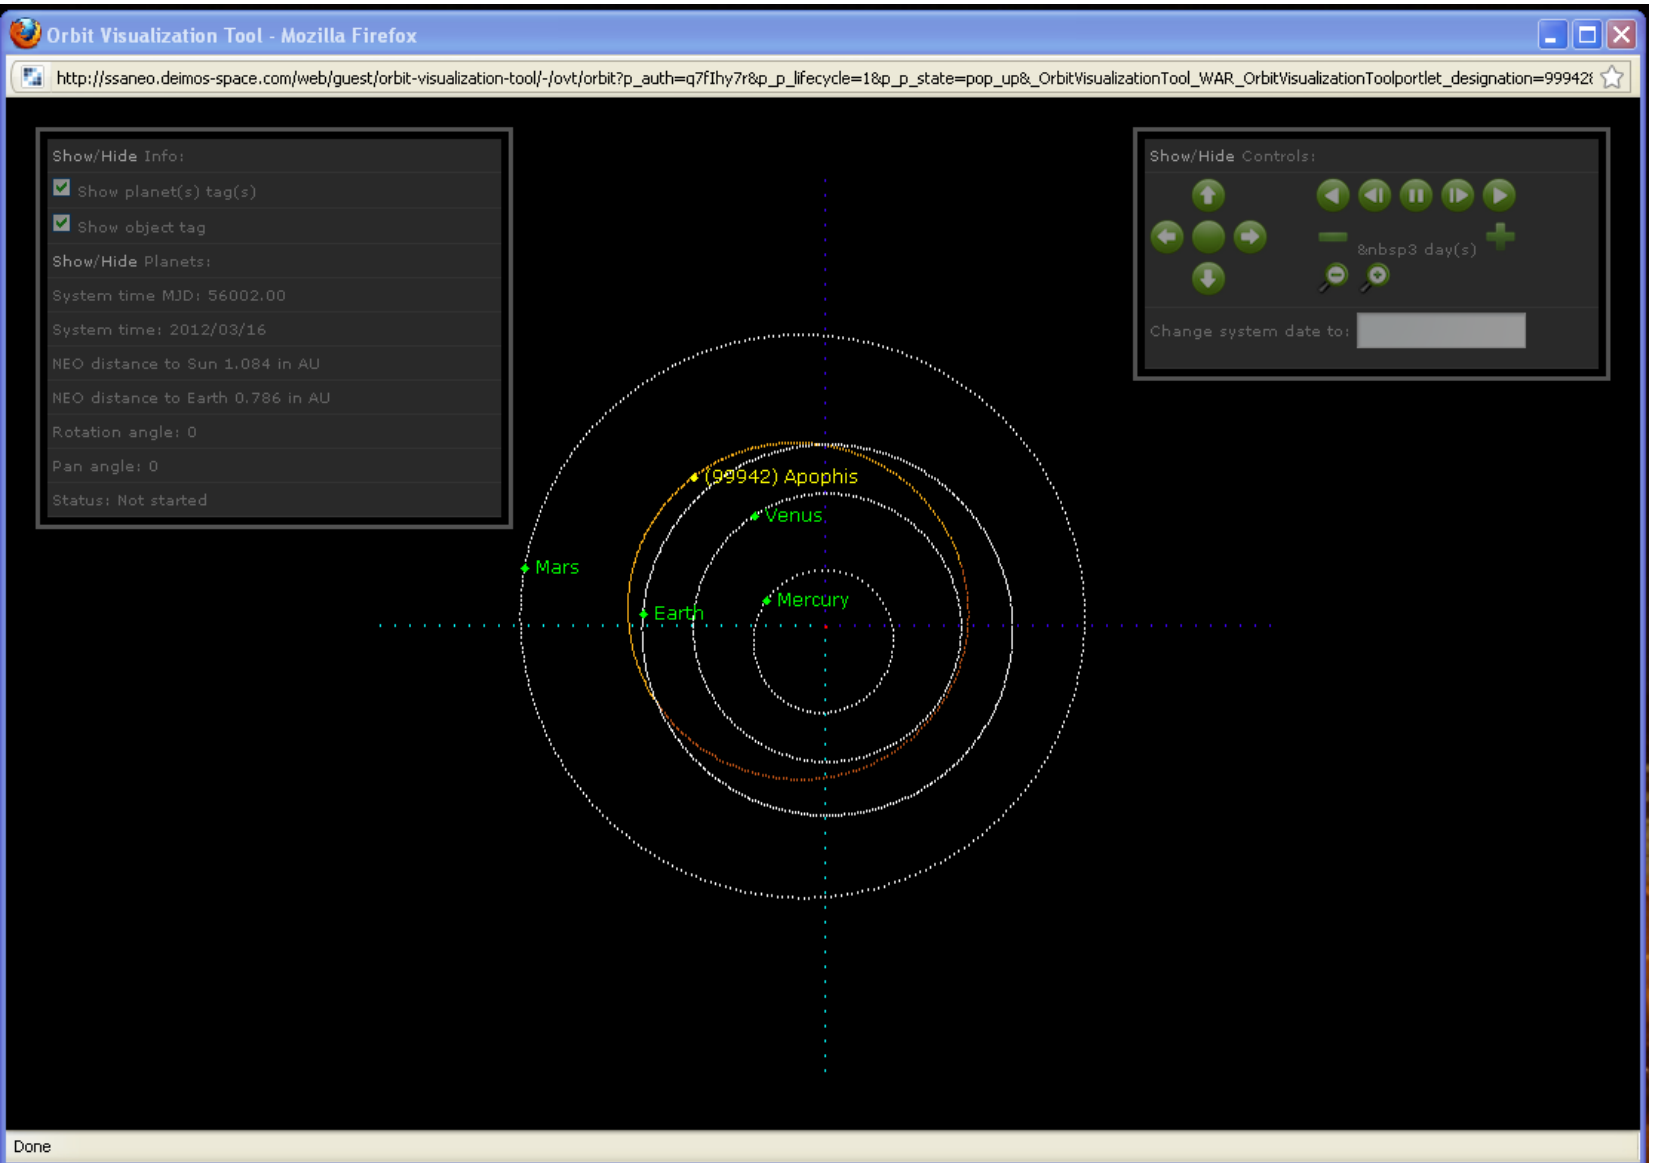 Orbit Visualization Tool - Mozilla Firefox
http://ssaneo.deimos-space.com/web/guest/orbit-visualization-tool/-/ovt/orbit?p_auth=q7fIhy7r&p_p_lifecycle=1&p_p_state=pop_up&_OrbitVisualizationTool_WAR_OrbitVisualizationToolportlet_designation=99942
Show/Hide Info:
Show planet(s) tag(s)
Show object tag
Show/Hide Planets:
System time MJD: 56002.00
System time: 2012/03/16
NEO distance to Sun 1.084 in AU
NEO distance to Earth 0.786 in AU
Rotation angle: 0
Pan angle: 0
Status: Not started
Show/Hide Controls:
&nbsp3 day(s)
Change system date to:
(99942) Apophis
Venus
Mars
Mercury
Earth
Done